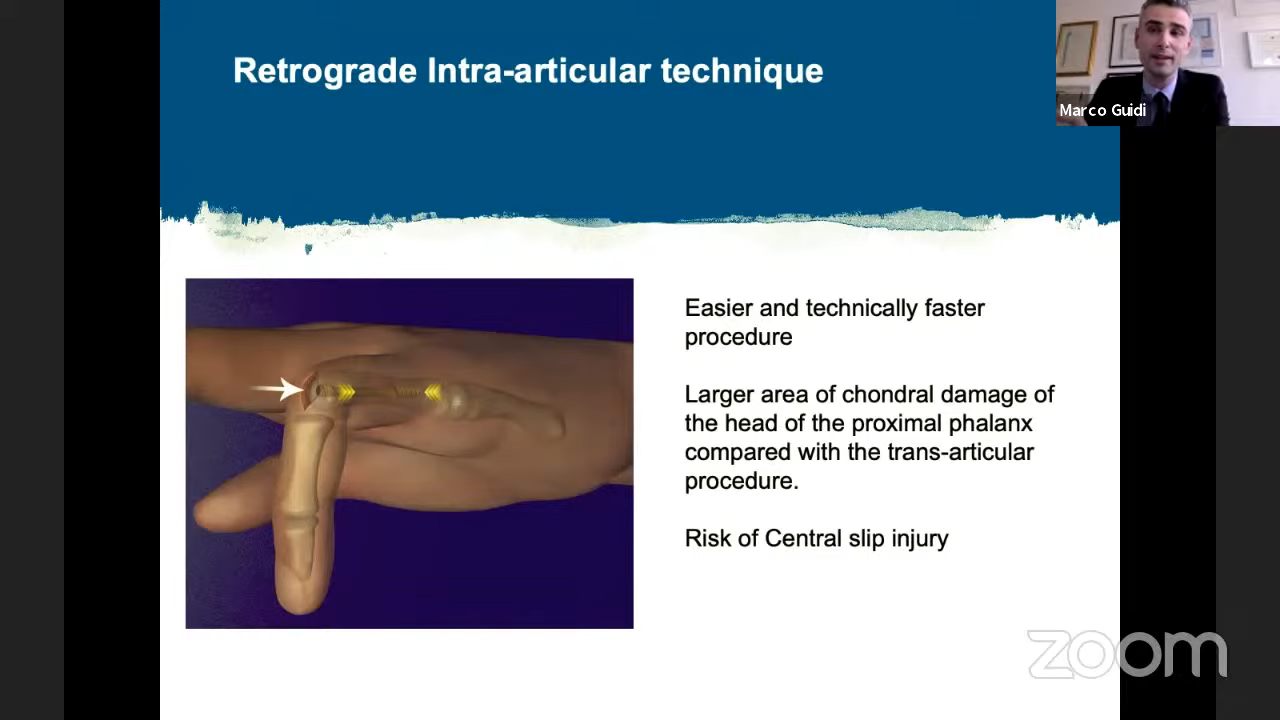 Retrograde Intra-articular technique
Marco Guidi
Easier and technically faster
procedure
Larger area of chondral damage of
the head of the proximal phalanx
compared with the trans-articular
procedure.
Risk of Central slip injury
zoom